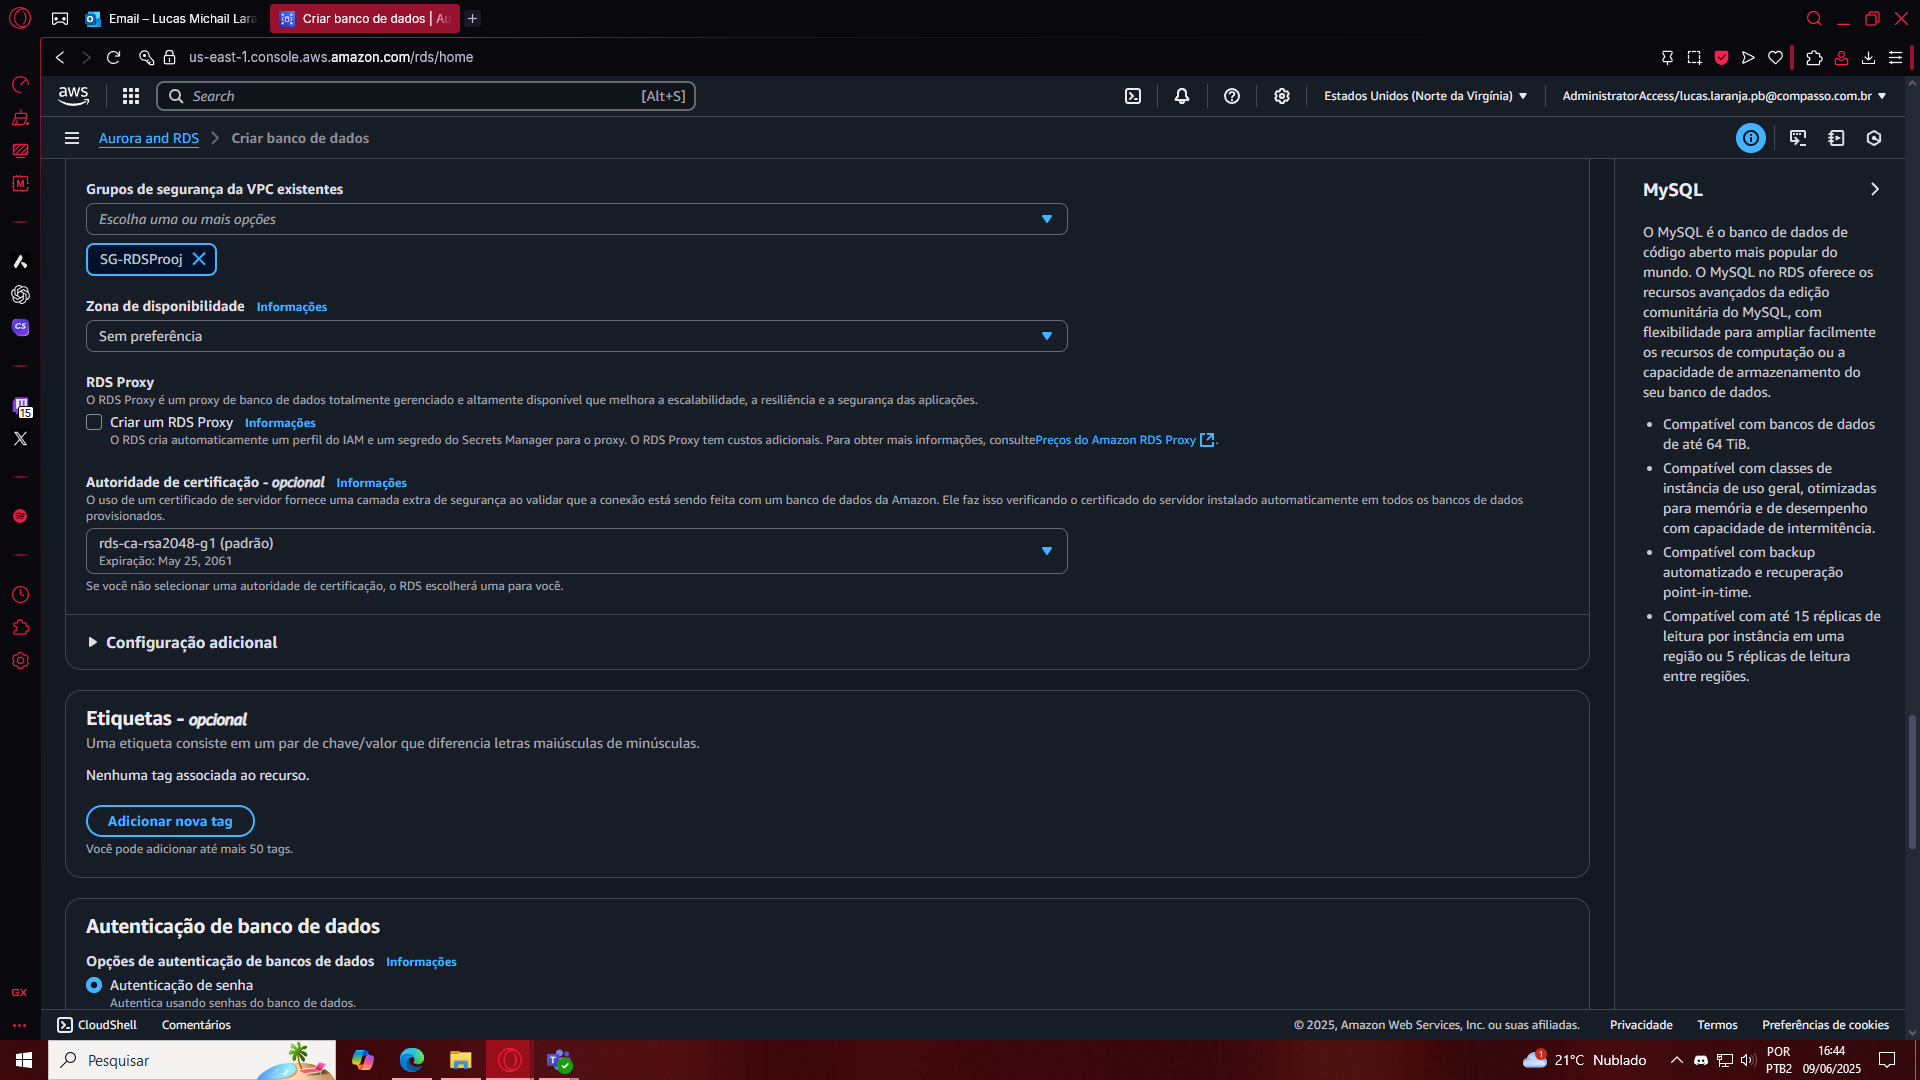 Email – Lucas Michail Lara
Criar banco de dados | Au
us-east-1.console.aws.amazon.com/rds/home
aws
Search
[Alt+S]
Estados Unidos (Norte da Virgínia)
AdministratorAccess/lucas.laranja.pb@compasso.com.br
Aurora and RDS
Criar banco de dados
Grupos de segurança da VPC existentes
Escolha uma ou mais opções
SG-RDSProoj
Zona de disponibilidade Informações
Sem preferência
RDS Proxy
O RDS Proxy é um proxy de banco de dados totalmente gerenciado e altamente disponível que melhora a escalabilidade, a resiliência e a segurança das aplicações.
Criar um RDS Proxy Informações
O RDS cria automaticamente um perfil do IAM e um segredo do Secrets Manager para o proxy. O RDS Proxy tem custos adicionais. Para obter mais informações, consultePreços do Amazon RDS Proxy.
Autoridade de certificação - opcional Informações
O uso de um certificado de servidor fornece uma camada extra de segurança ao validar que a conexão está sendo feita com um banco de dados da Amazon. Ele faz isso verificando o certificado do servidor instalado automaticamente em todos os bancos de dados
provisionados.
rds-ca-rsa2048-g1 (padrão)
Expiração: May 25, 2061
Se você não selecionar uma autoridade de certificação, o RDS escolherá uma para você.
Configuração adicional
Etiquetas - opcional
Uma etiqueta consiste em um par de chave/valor que diferencia letras maiúsculas de minúsculas.
Nenhuma tag associada ao recurso.
Adicionar nova tag
Você pode adicionar até mais 50 tags.
Autenticação de banco de dados
Opções de autenticação de bancos de dados Informações
Autenticação de senha
Autentica usando senhas do banco de dados.
MySQL
O MySQL é o banco de dados de
código aberto mais popular do
mundo. O MySQL no RDS oferece os
recursos avançados da edição
comunitária do MySQL, com
flexibilidade para ampliar facilmente
os recursos de computação ou a
capacidade de armazenamento do
seu banco de dados.
Compatível com bancos de dados
de até 64 TiB.
Compatível com classes de
instância de uso geral, otimizadas
para memória e de desempenho
com capacidade de intermitência.
Compatível com backup
automatizado e recuperação
point-in-time.
Compatível com até 15 réplicas de
leitura por instância em uma
região ou 5 réplicas de leitura
entre regiões.
M
CS
15
GX
CloudShell
Comentários
© 2025, Amazon Web Services, Inc. ou suas afiliadas.
Privacidade
Termos
Preferências de cookies
Pesquisar
1
21°C Nublado
POR
PTB2
16:44
09/06/2025